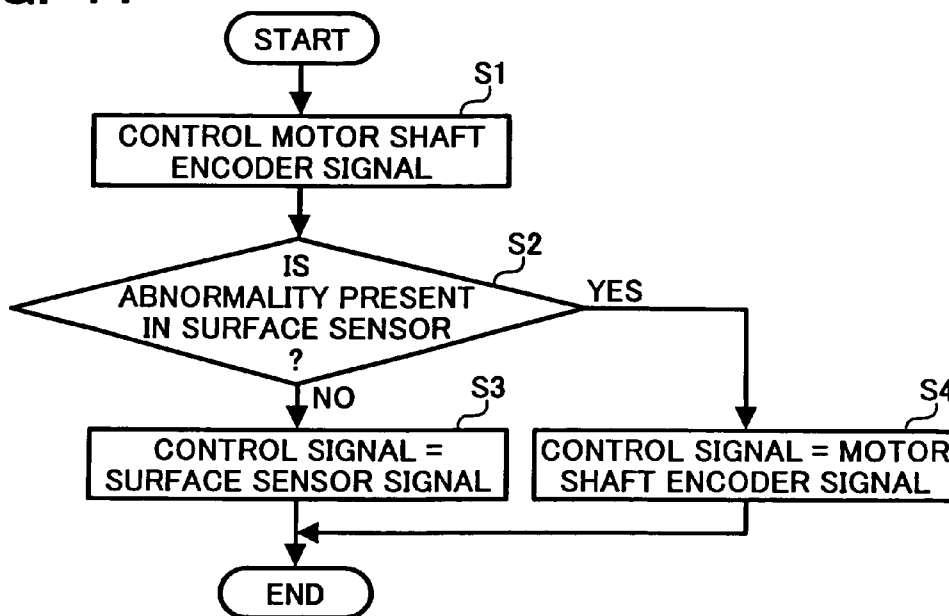 START
S1
CONTROL MOTOR SHAFT
ENCODER SIGNAL
S2
IS
ABNORMALITY PRESENT
IN SURFACE SENSOR
?
YES
NO
S3
CONTROL SIGNAL =
SURFACE SENSOR SIGNAL
S4
CONTROL SIGNAL = MOTOR
SHAFT ENCODER SIGNAL
END